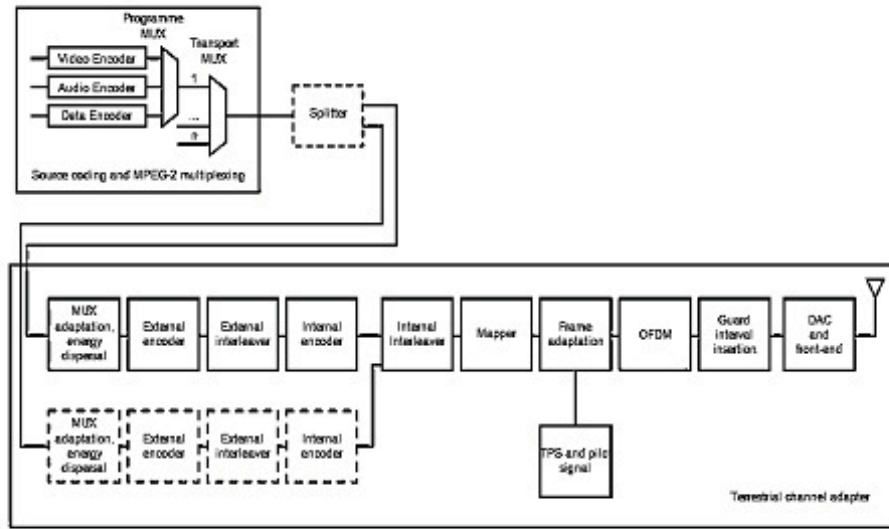 Programme
MUX
Transport
MUX
Video Encoder
Audio Encoder
Data Encoder
1
...
n
Source coding and MPEG-2 multiplexing
Splitter
MUX
adaptation,
energy
dispersal
External
encoder
External
interleaver
Internal
encoder
Internal
Interleaver
Mapper
Frame
adaptation
OFDM
Guard
interval
insertion
DAC
and
front-end
MUX
adaptation,
energy
dispersal
External
encoder
External
interleaver
Internal
encoder
TPS and pilot
signal
Terrestrial channel adapter